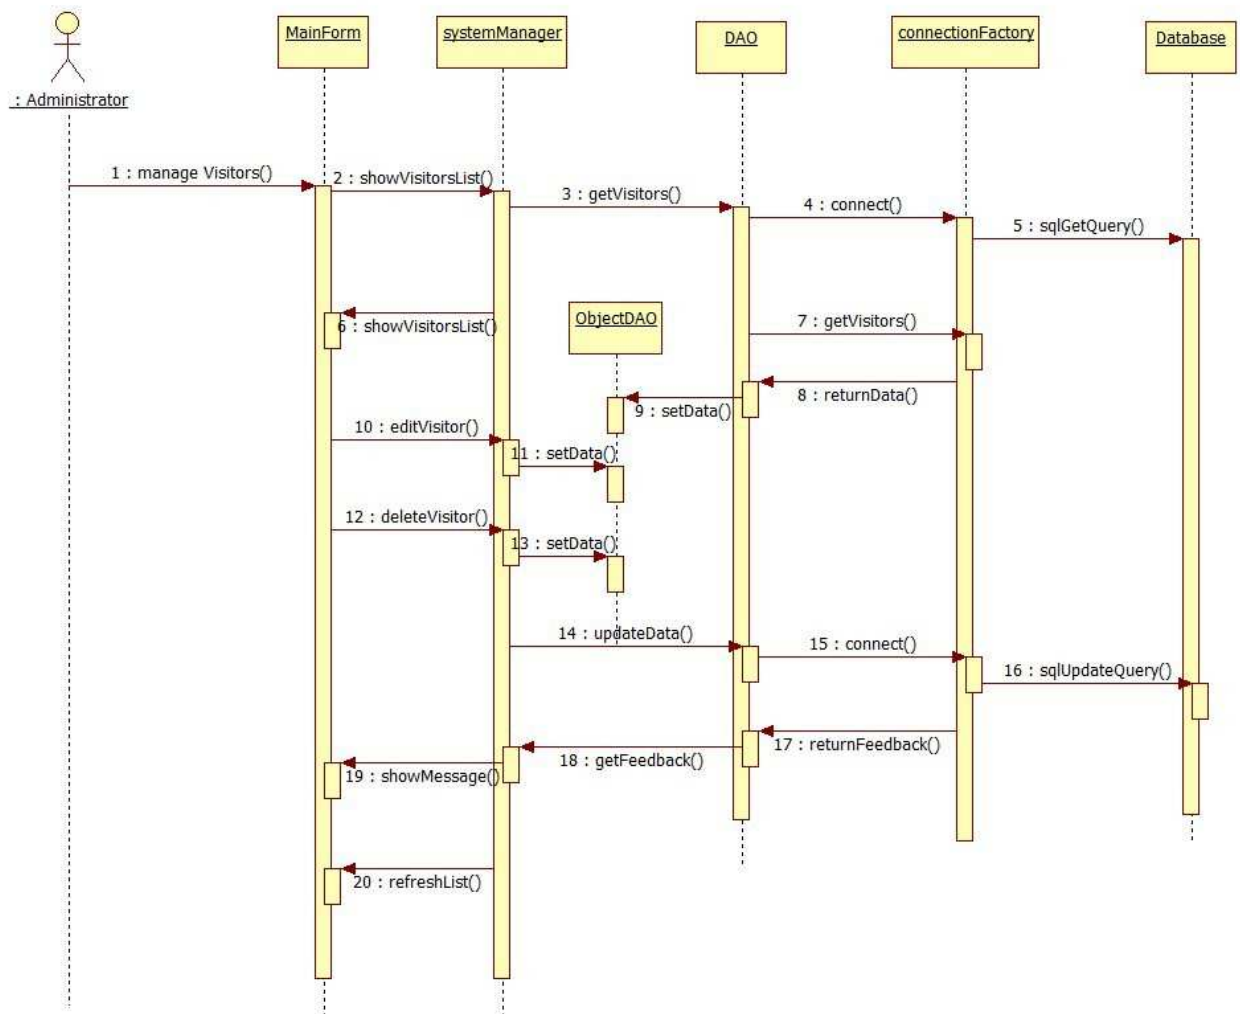 MainForm
systemManager
DAO
connectionFactory
Database
: Administrator
1 : manage Visitors()
2 : showVisitorsList()
3 : getVisitors()
4 : connect()
5 : sqlGetQuery()
ObjectDAO
6 : showVisitorsList()
7 : getVisitors()
8 : returnData()
9 : setData()
10 : editVisitor()
11 : setData()
12 : deleteVisitor()
13 : setData()
14 : updateData()
15 : connect()
16 : sqlUpdateQuery()
17 : returnFeedback()
18 : getFeedback()
19 : showMessage()
20 : refreshList()